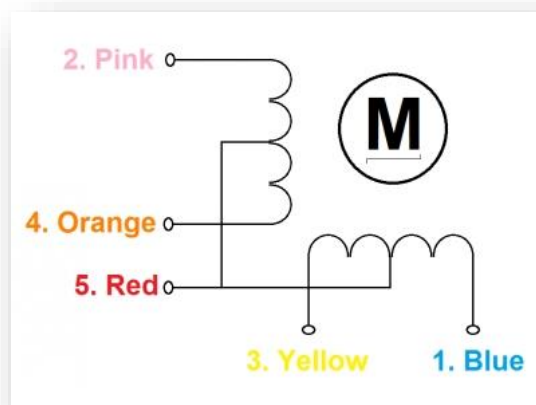 2. Pink
M
4. Orange
5. Red
3. Yellow
1. Blue